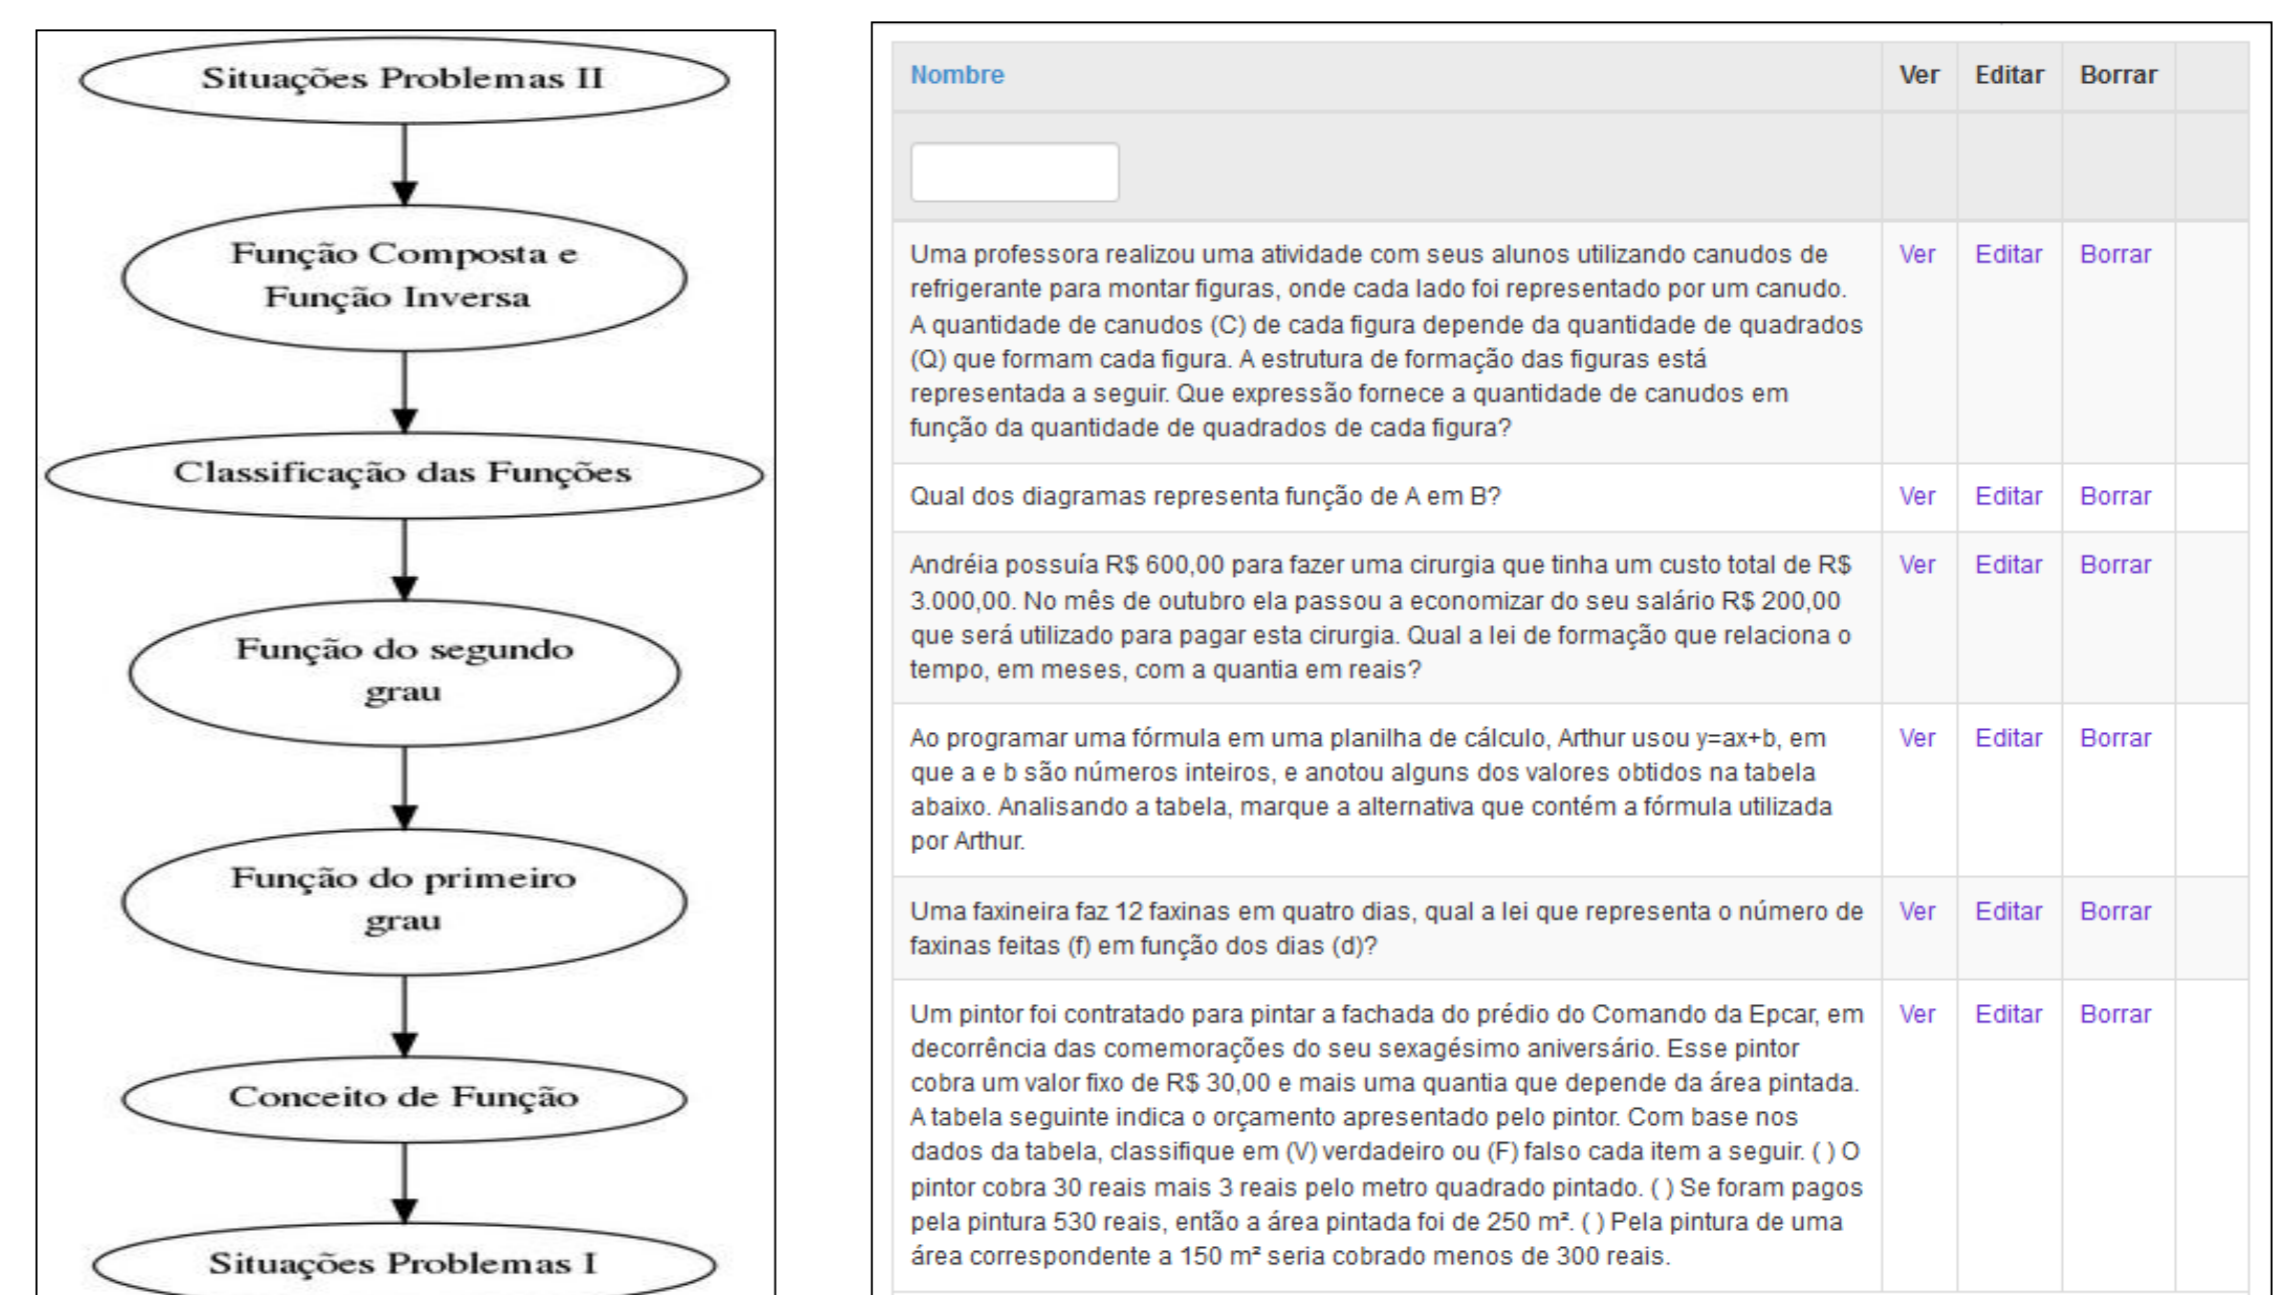 Situações Problemas II
Função Composta e
Função Inversa
Classificação das Funções
Função do segundo
grau
Função do primeiro
grau
Conceito de Função
Situações Problemas I
Nombre Ver Editar Borrar
Uma professora realizou uma atividade com seus alunos utilizando canudos de Ver Editar Borrar
refrigerante para montar figuras, onde cada lado foi representado por um canudo.
A quantidade de canudos (C) de cada figura depende da quantidade de quadrados
(Q) que formam cada figura. A estrutura de formação das figuras está
representada a seguir. Que expressão fornece a quantidade de canudos em
função da quantidade de quadrados de cada figura?
Qual dos diagramas representa função de A em B? Ver Editar Borrar
Andréia possuía R$ 600,00 para fazer uma cirurgia que tinha um custo total de R$ Ver Editar Borrar
3.000,00. No mês de outubro ela passou a economizar do seu salário R$ 200,00
que será utilizado para pagar esta cirurgia. Qual a lei de formação que relaciona o
tempo, em meses, com a quantia em reais?
Ao programar uma fórmula em uma planilha de cálculo, Arthur usou y=ax+b, em Ver Editar Borrar
que a e b são números inteiros, e anotou alguns dos valores obtidos na tabela
abaixo. Analisando a tabela, marque a alternativa que contém a fórmula utilizada
por Arthur.
Uma faxineira faz 12 faxinas em quatro dias, qual a lei que representa o número de Ver Editar Borrar
faxinas feitas (f) em função dos dias (d)?
Um pintor foi contratado para pintar a fachada do prédio do Comando da Epcar, em Ver Editar Borrar
decorrência das comemorações do seu sexagésimo aniversário. Esse pintor
cobra um valor fixo de R$ 30,00 e mais uma quantia que depende da área pintada.
A tabela seguinte indica o orçamento apresentado pelo pintor. Com base nos
dados da tabela, classifique em (V) verdadeiro ou (F) falso cada item a seguir. ( ) O
pintor cobra 30 reais mais 3 reais pelo metro quadrado pintado. ( ) Se foram pagos
pela pintura 530 reais, então a área pintada foi de 250 m². ( ) Pela pintura de uma
área correspondente a 150 m² seria cobrado menos de 300 reais.